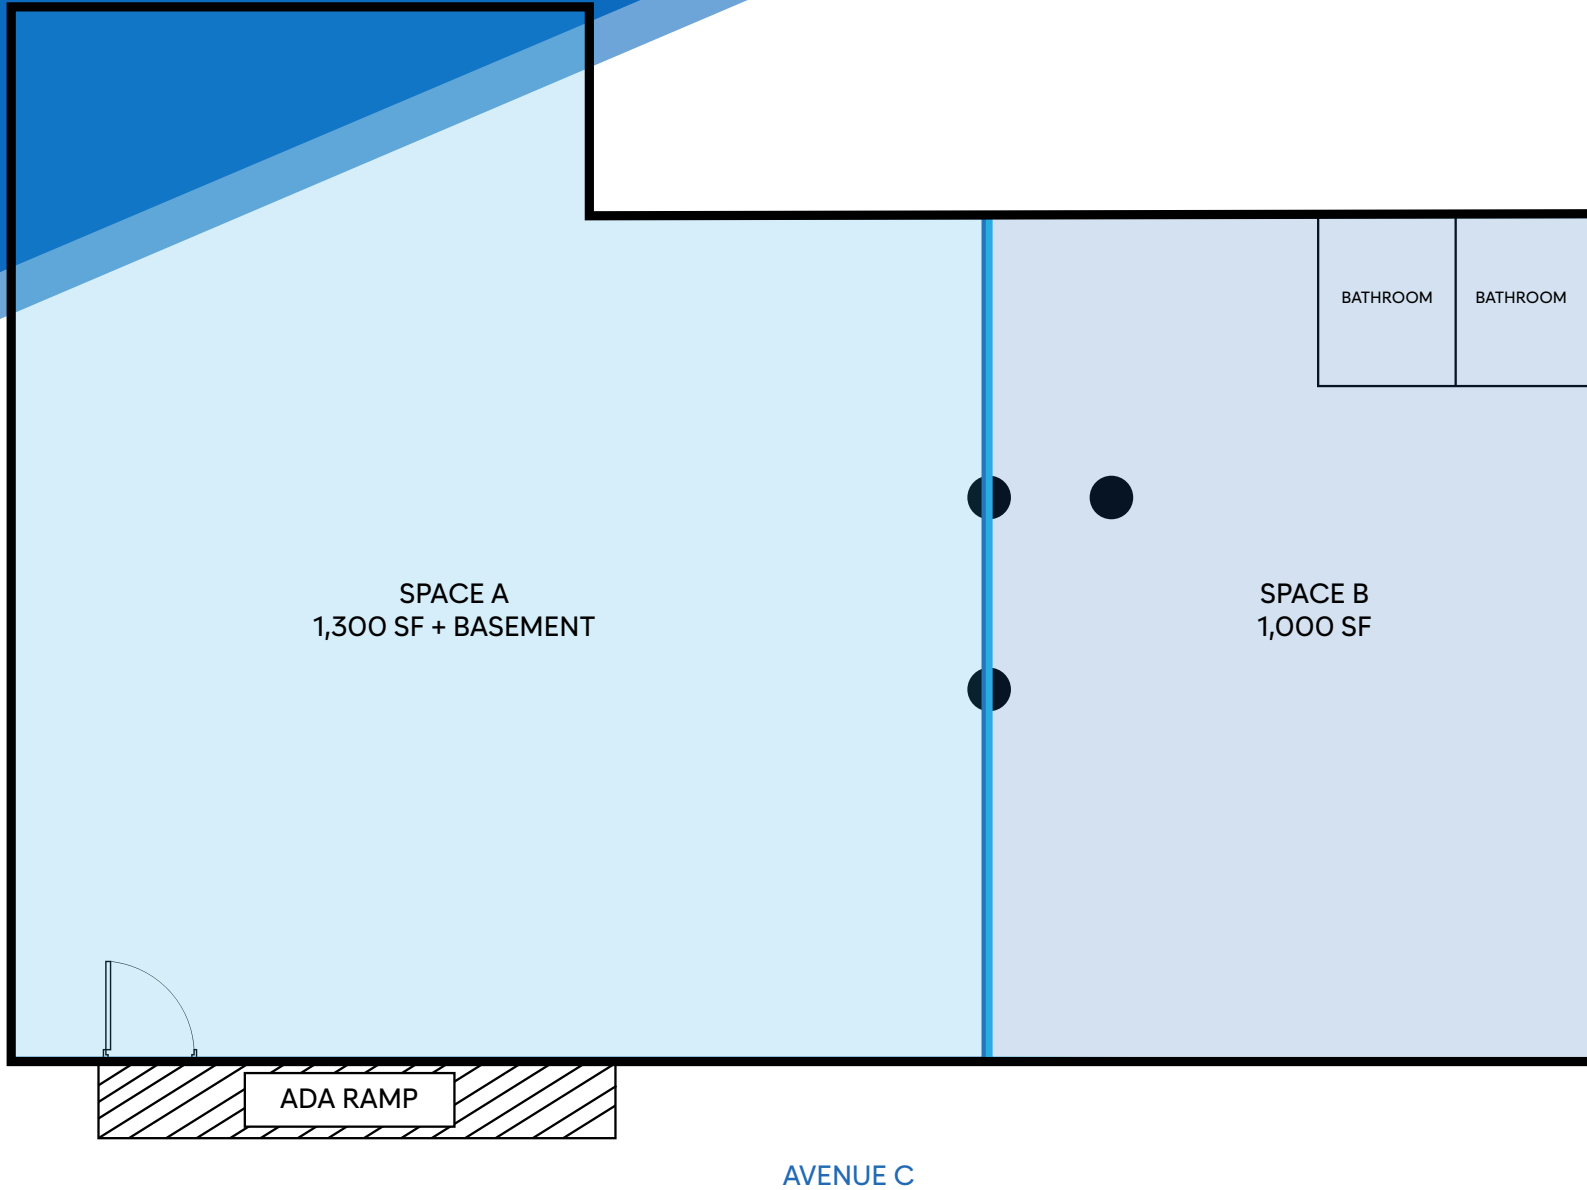 BATHROOM
BATHROOM
SPACE A
1,300 SF + BASEMENT
SPACE B
1,000 SF
ADA RAMP
AVENUE C